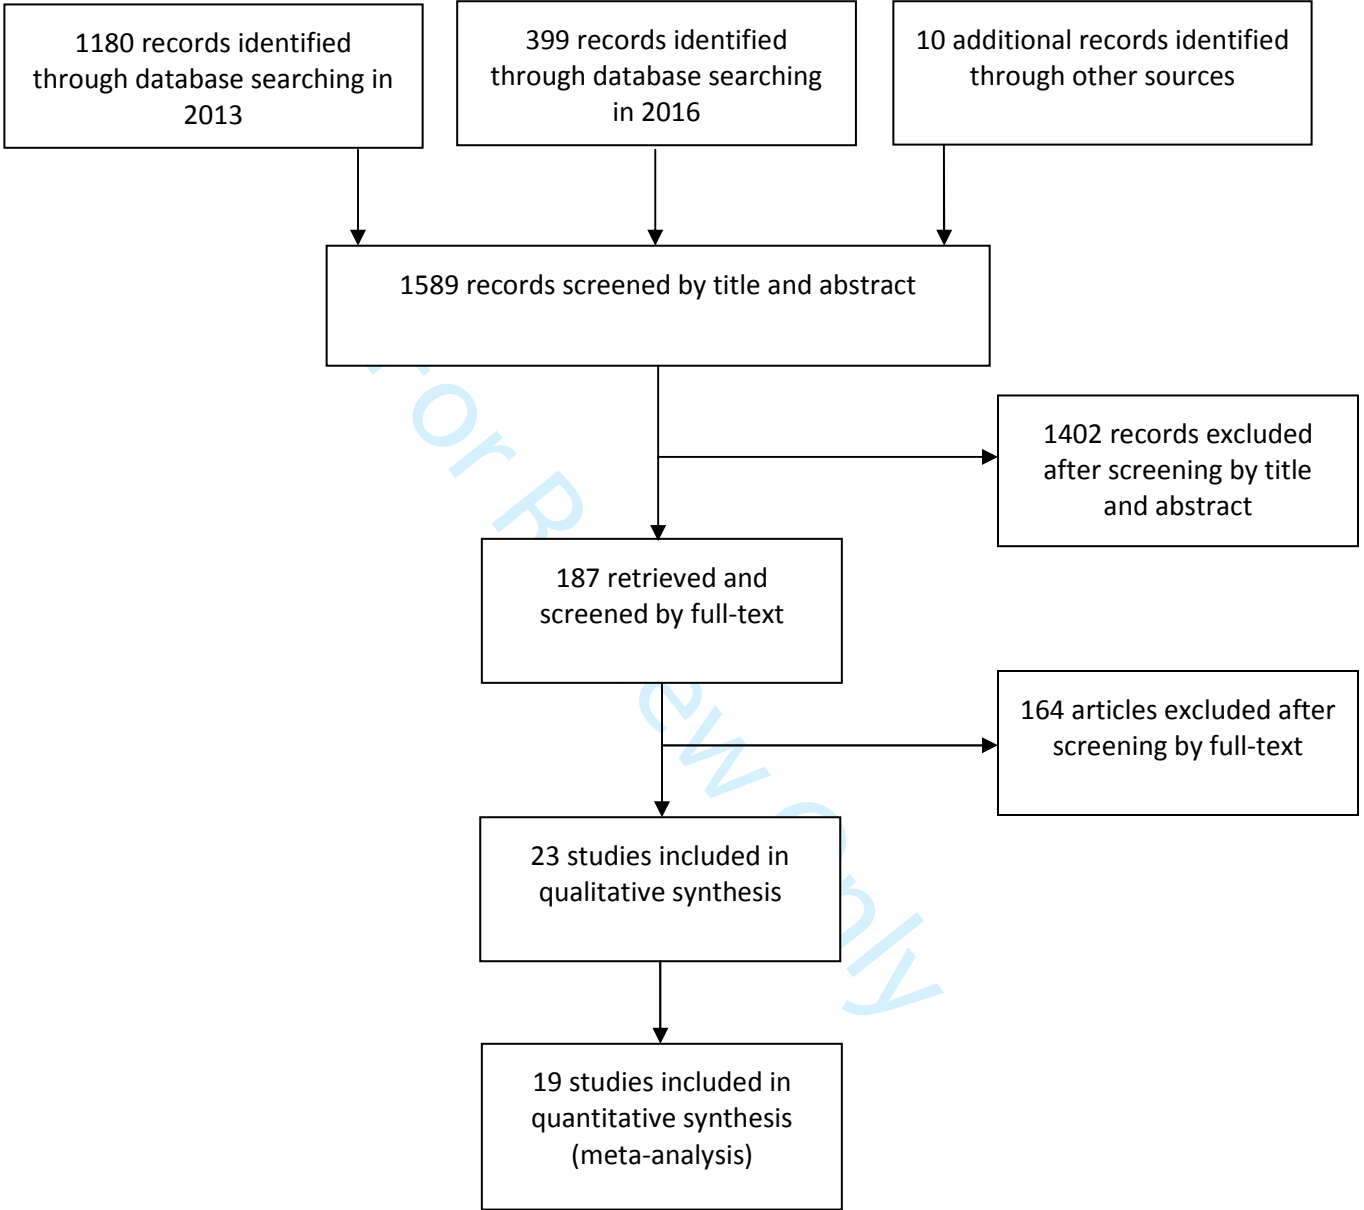 1180 records identified
through database searching in
2013
399 records identified
through database searching
in 2016
10 additional records identified
through other sources
1589 records screened by title and abstract
1402 records excluded
after screening by title
and abstract
187 retrieved and
screened by full-text
164 articles excluded after
screening by full-text
23 studies included in
qualitative synthesis
19 studies included in
quantitative synthesis
(meta-analysis)